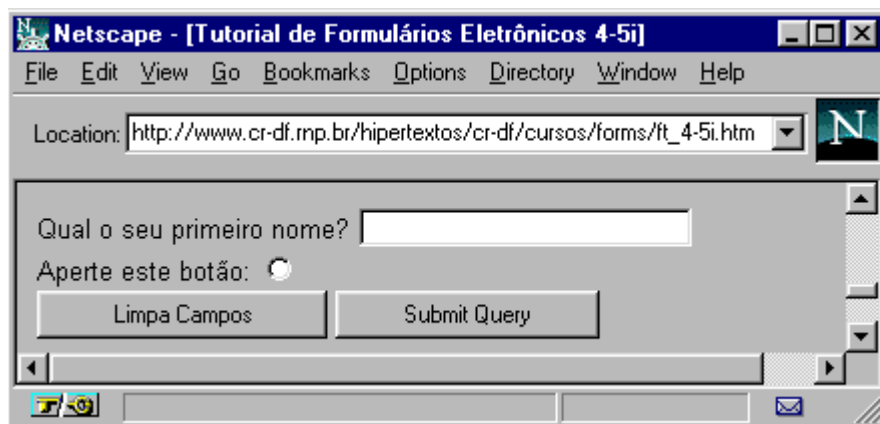 Netscape - [Tutorial de Formulários Eletrônicos 4-5i]
File Edit View Go Bookmarks Options Directory Window Help
Location: http://www.cr-df.rnp.br/hipertextos/cr-df/cursos/forms/ft_4-5i.htm
N
Qual o seu primeiro nome?
Aperte este botão:
Limpa Campos Submit Query